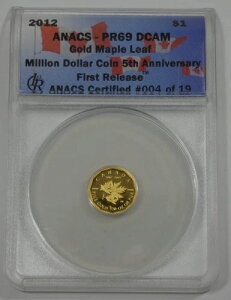 2012 $1
ANACS - PR69 DCAM
Gold Maple Leaf
Million Dollar Coin 5th Anniversary
First Release™
ANACS Certified #004 of 19
CANADA